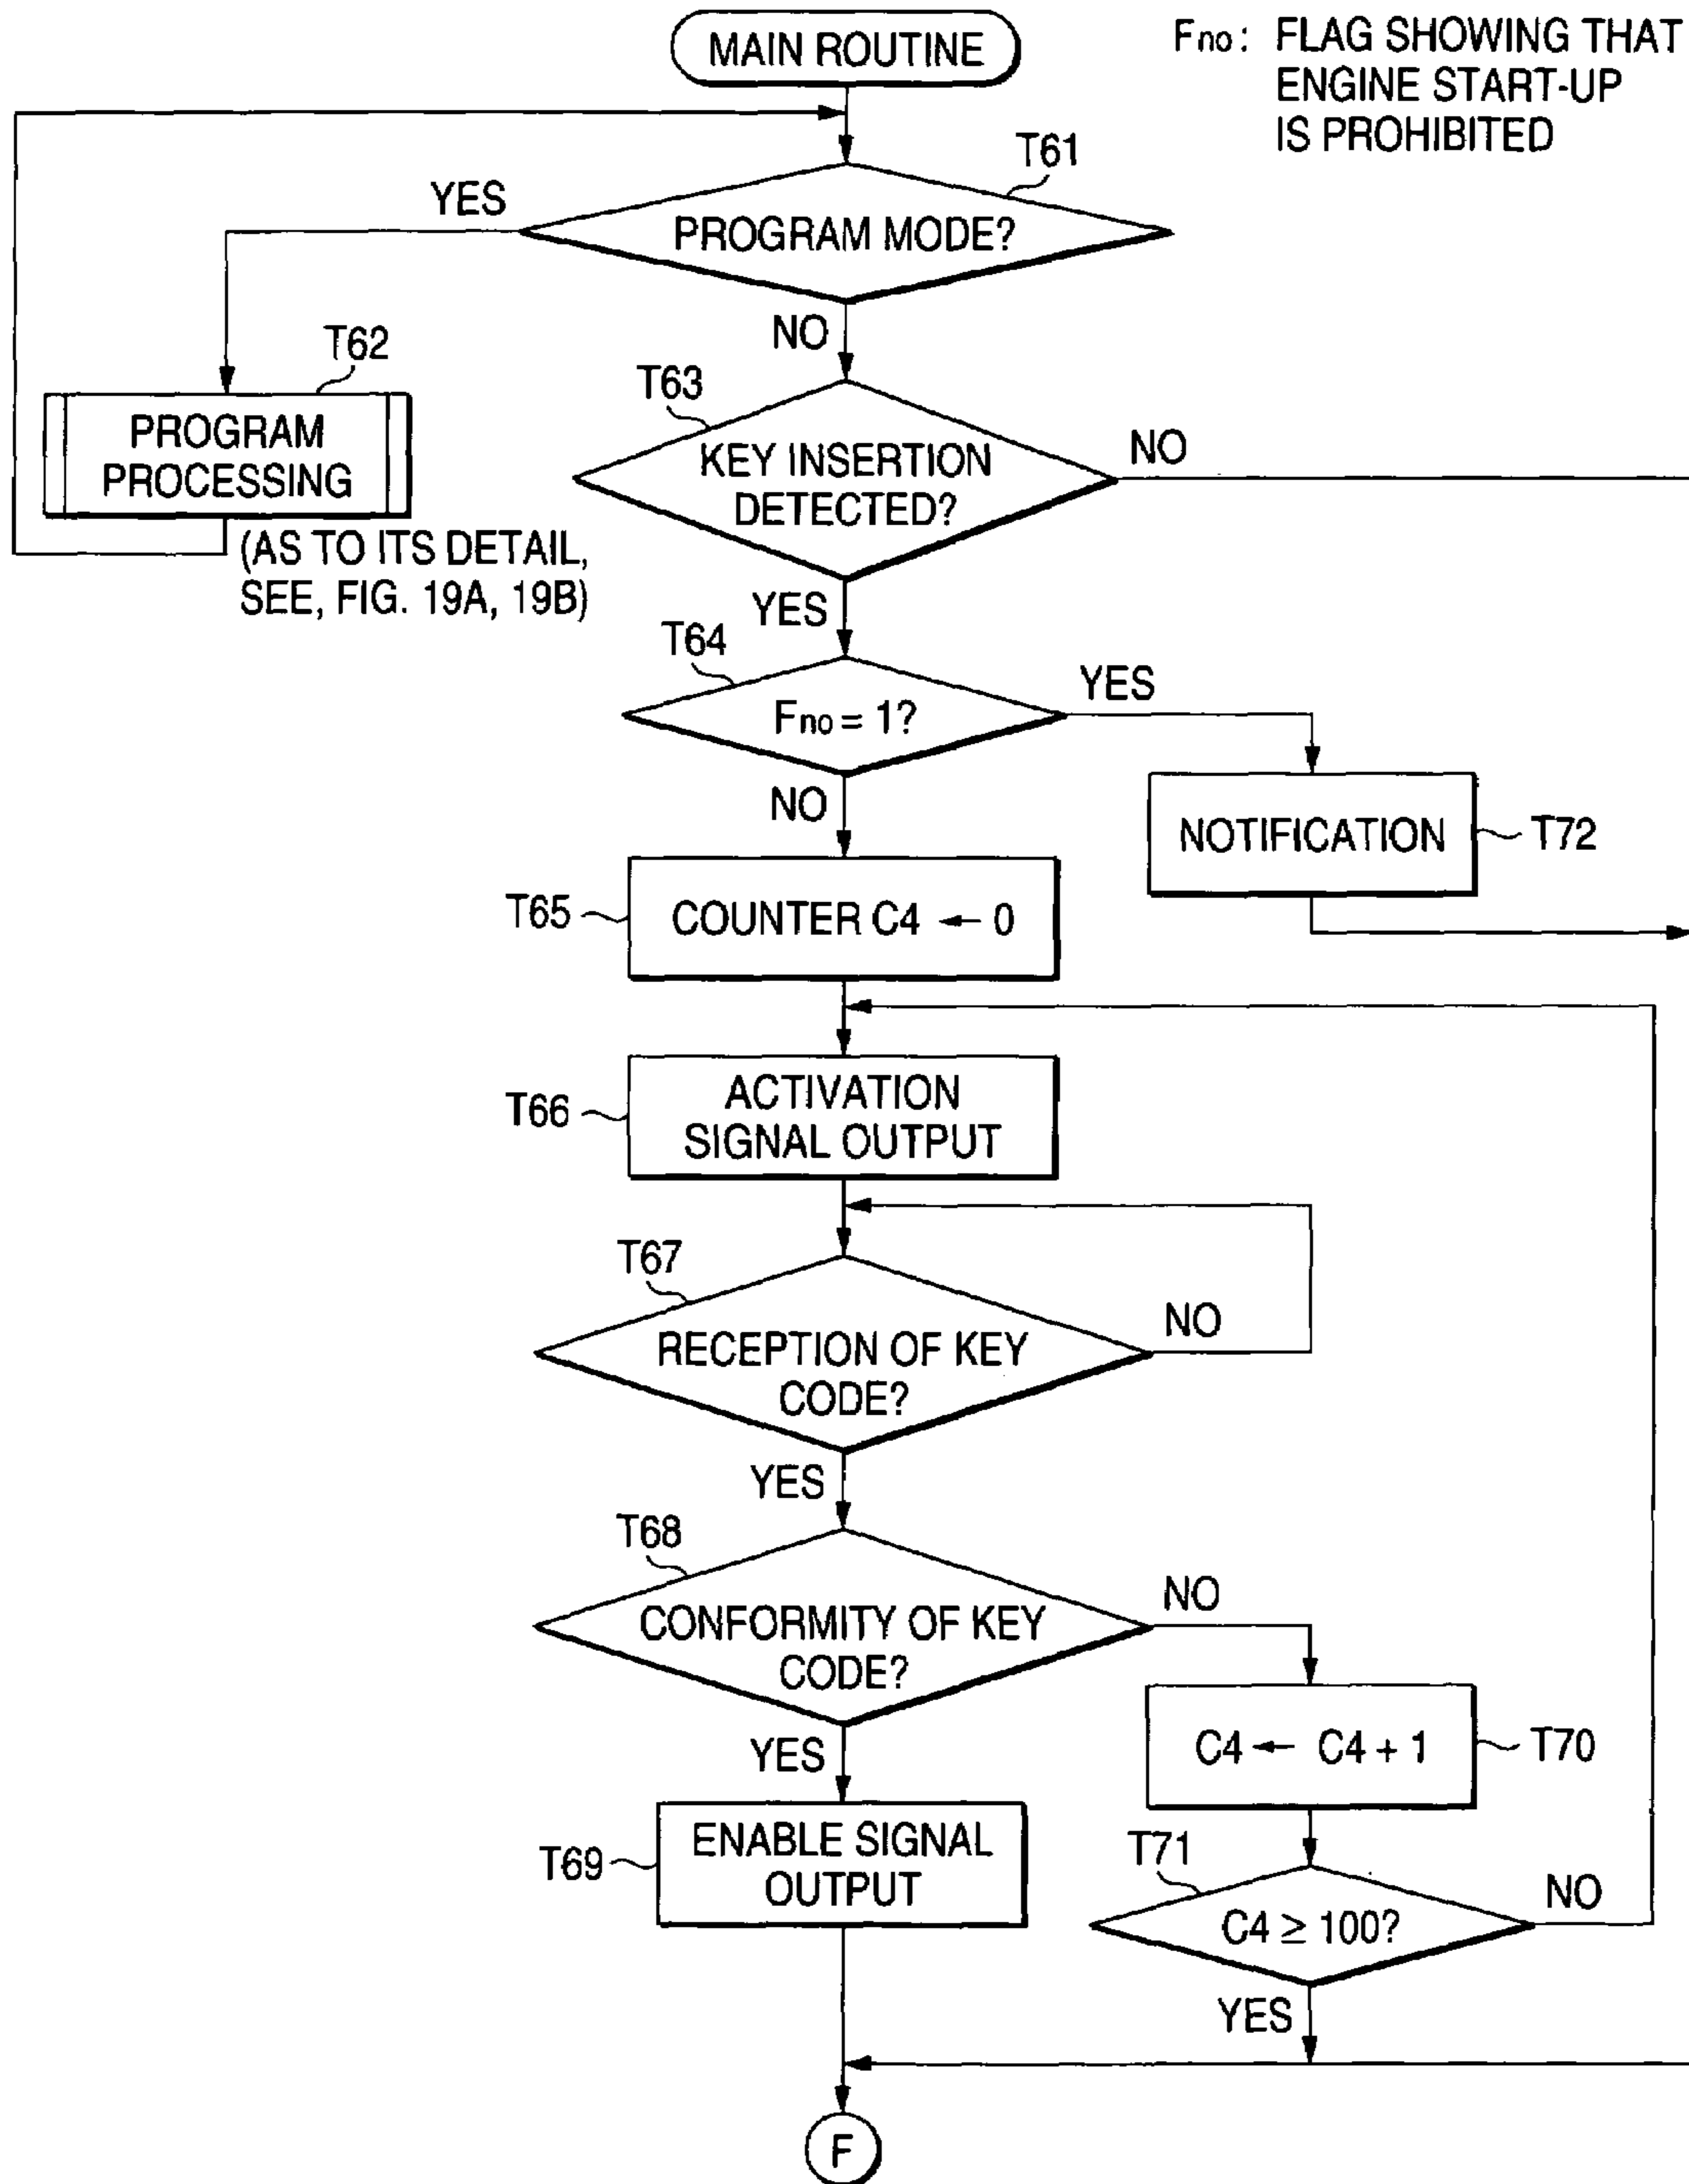 MAIN ROUTINE
Fno: FLAG SHOWING THAT
ENGINE START-UP
IS PROHIBITED
T61
YES
PROGRAM MODE?
NO
T62
PROGRAM
PROCESSING
(AS TO ITS DETAIL,
SEE, FIG. 19A, 19B)
T63
KEY INSERTION
DETECTED?
NO
YES
T64
Fno = 1?
YES
NO
NOTIFICATION
T72
T65
COUNTER C4 ← 0
T66
ACTIVATION
SIGNAL OUTPUT
T67
RECEPTION OF KEY
CODE?
NO
YES
T68
CONFORMITY OF KEY
CODE?
NO
YES
C4 ← C4 + 1
T70
T69
ENABLE SIGNAL
OUTPUT
T71
C4 ≥ 100?
NO
YES
F